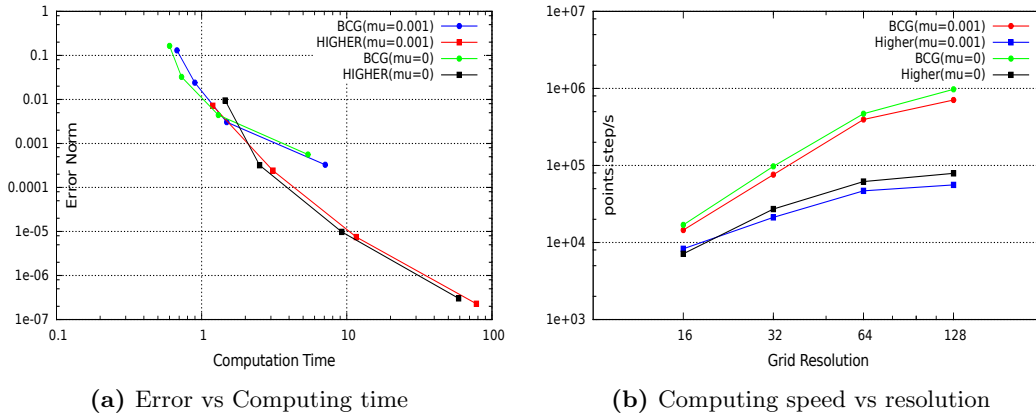 1
0.1
0.01
0.001
0.0001
1e-05
1e-06
1e-07
0.1
1
10
100
Error Norm
Computation Time
BCG(mu=0.001)
HIGHER(mu=0.001)
BCG(mu=0)
HIGHER(mu=0)
(a) Error vs Computing time
1e+07
1e+06
1e+05
1e+04
1e+03
16
32
64
128
points.step/s
Grid Resolution
BCG(mu=0.001)
Higher(mu=0.001)
BCG(mu=0)
Higher(mu=0)
(b) Computing speed vs resolution